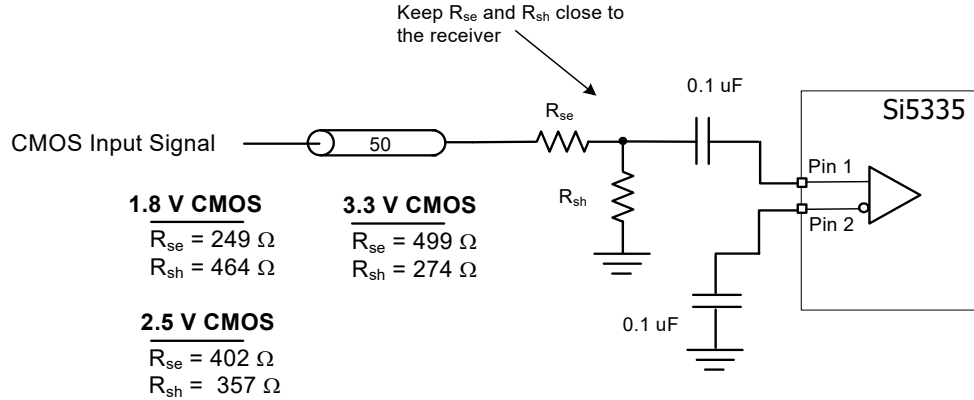 Keep Rse and Rsh close to
the receiver
0.1 uF
Si5335
Rse
CMOS Input Signal
50
Pin 1
Rsh
Pin 2
1.8 V CMOS
Rse = 249 Ω
Rsh = 464 Ω
3.3 V CMOS
Rse = 499 Ω
Rsh = 274 Ω
0.1 uF
2.5 V CMOS
Rse = 402 Ω
Rsh = 357 Ω